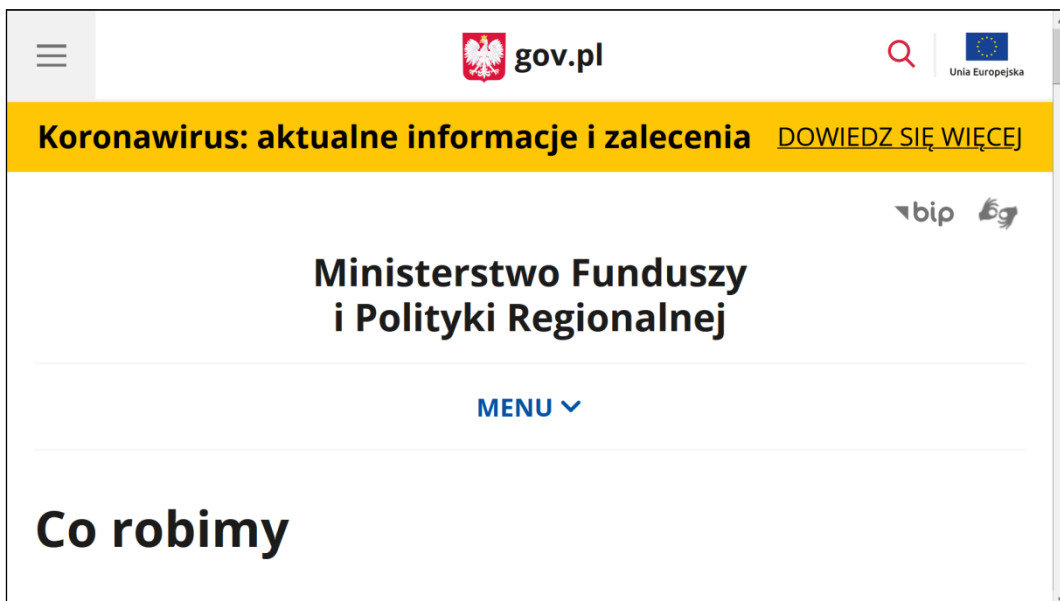 gov.pl
Unia Europejska
Koronawirus: aktualne informacje i zalecenia DOWIEDZ SIĘ WIĘCEJ
bip
Ministerstwo Funduszy
i Polityki Regionalnej
MENU
Co robimy